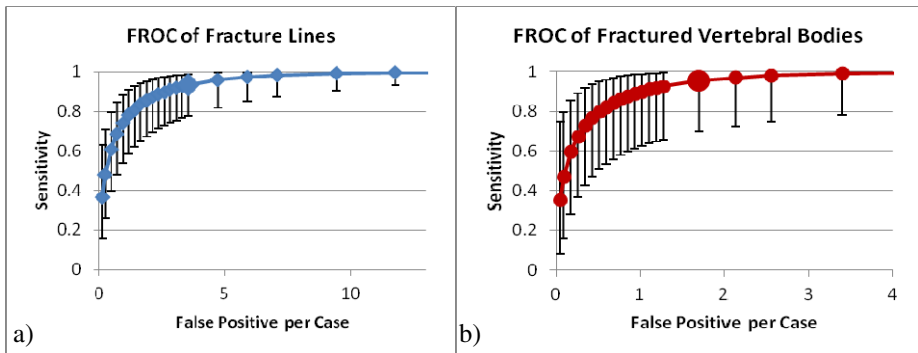 FROC of Fracture Lines
1
0.8
0.6
0.4
0.2
0
Sensitivity
0 5 10
False Positive per Case
a)
FROC of Fractured Vertebral Bodies
1
0.8
0.6
0.4
0.2
0
Sensitivity
0 1 2 3 4
False Positive per Case
b)